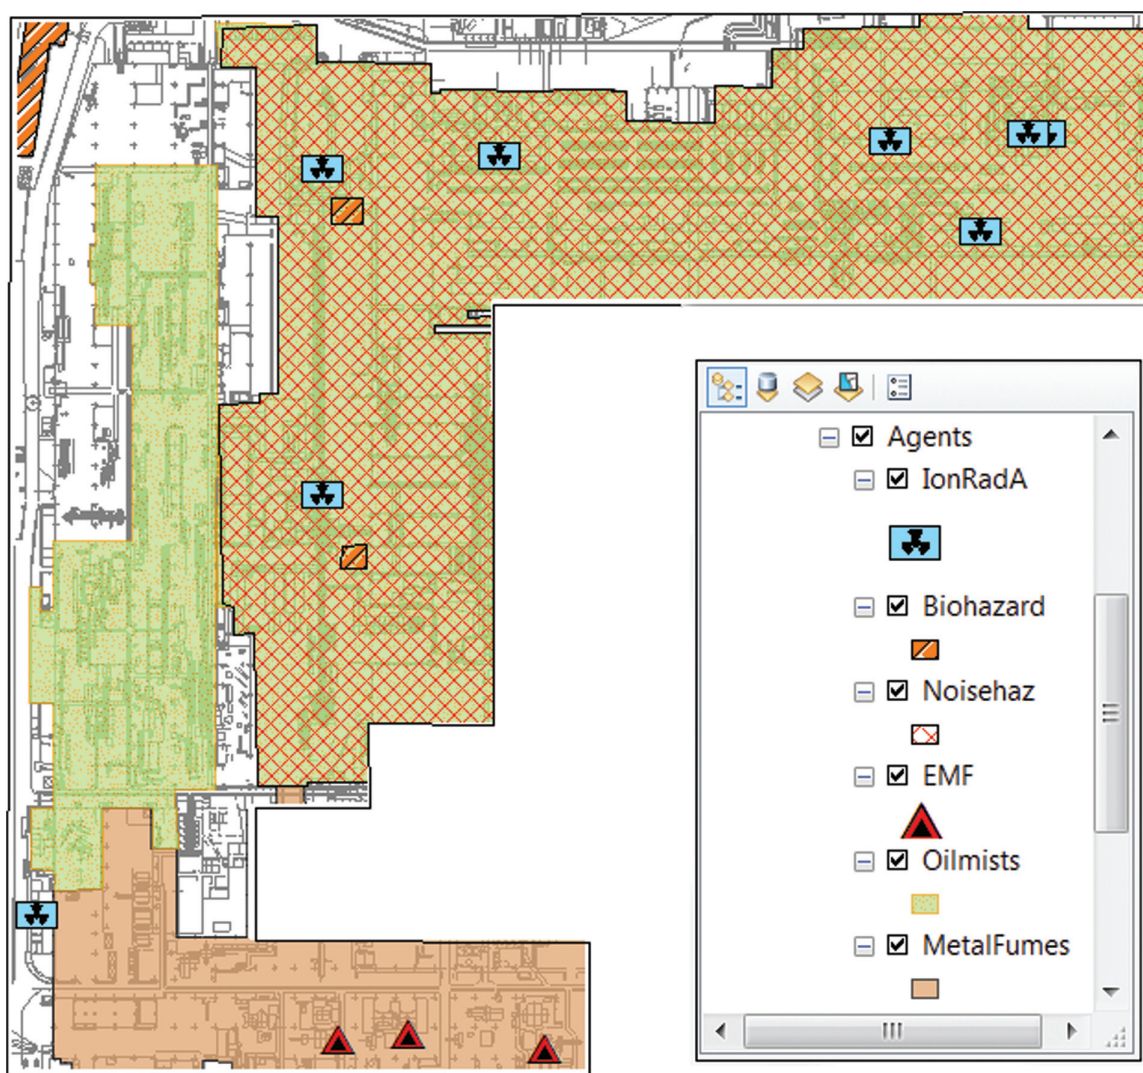 Agents
IonRadA
Biohazard
Noisehaz
EMF
Oilmists
MetalFumes